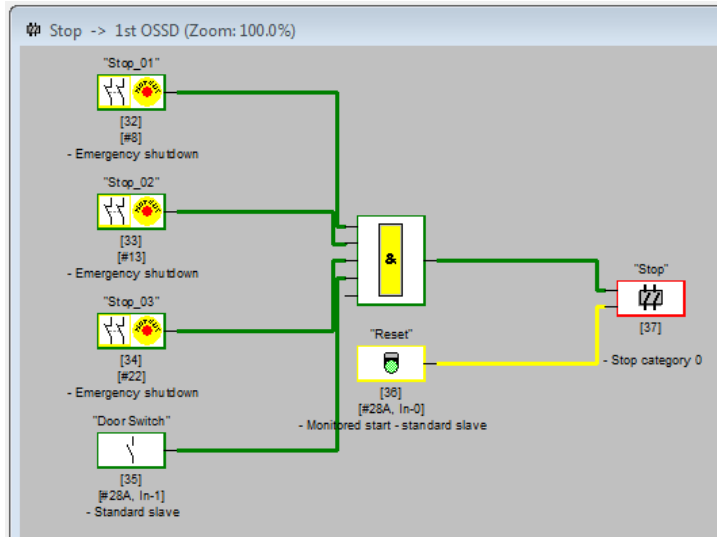 Stop -> 1st OSSD (Zoom: 100.0%)
"Stop_01"
[32]
[#8]
- Emergency shutdown
"Stop_02"
[33]
[#13]
- Emergency shutdown
"Stop_03"
[34]
[#22]
- Emergency shutdown
"Door Switch"
[35]
[#28A, In-1]
- Standard slave
&
"Reset"
[36]
[#28A, In-0]
- Monitored start - standard slave
"Stop"
[37]
- Stop category 0